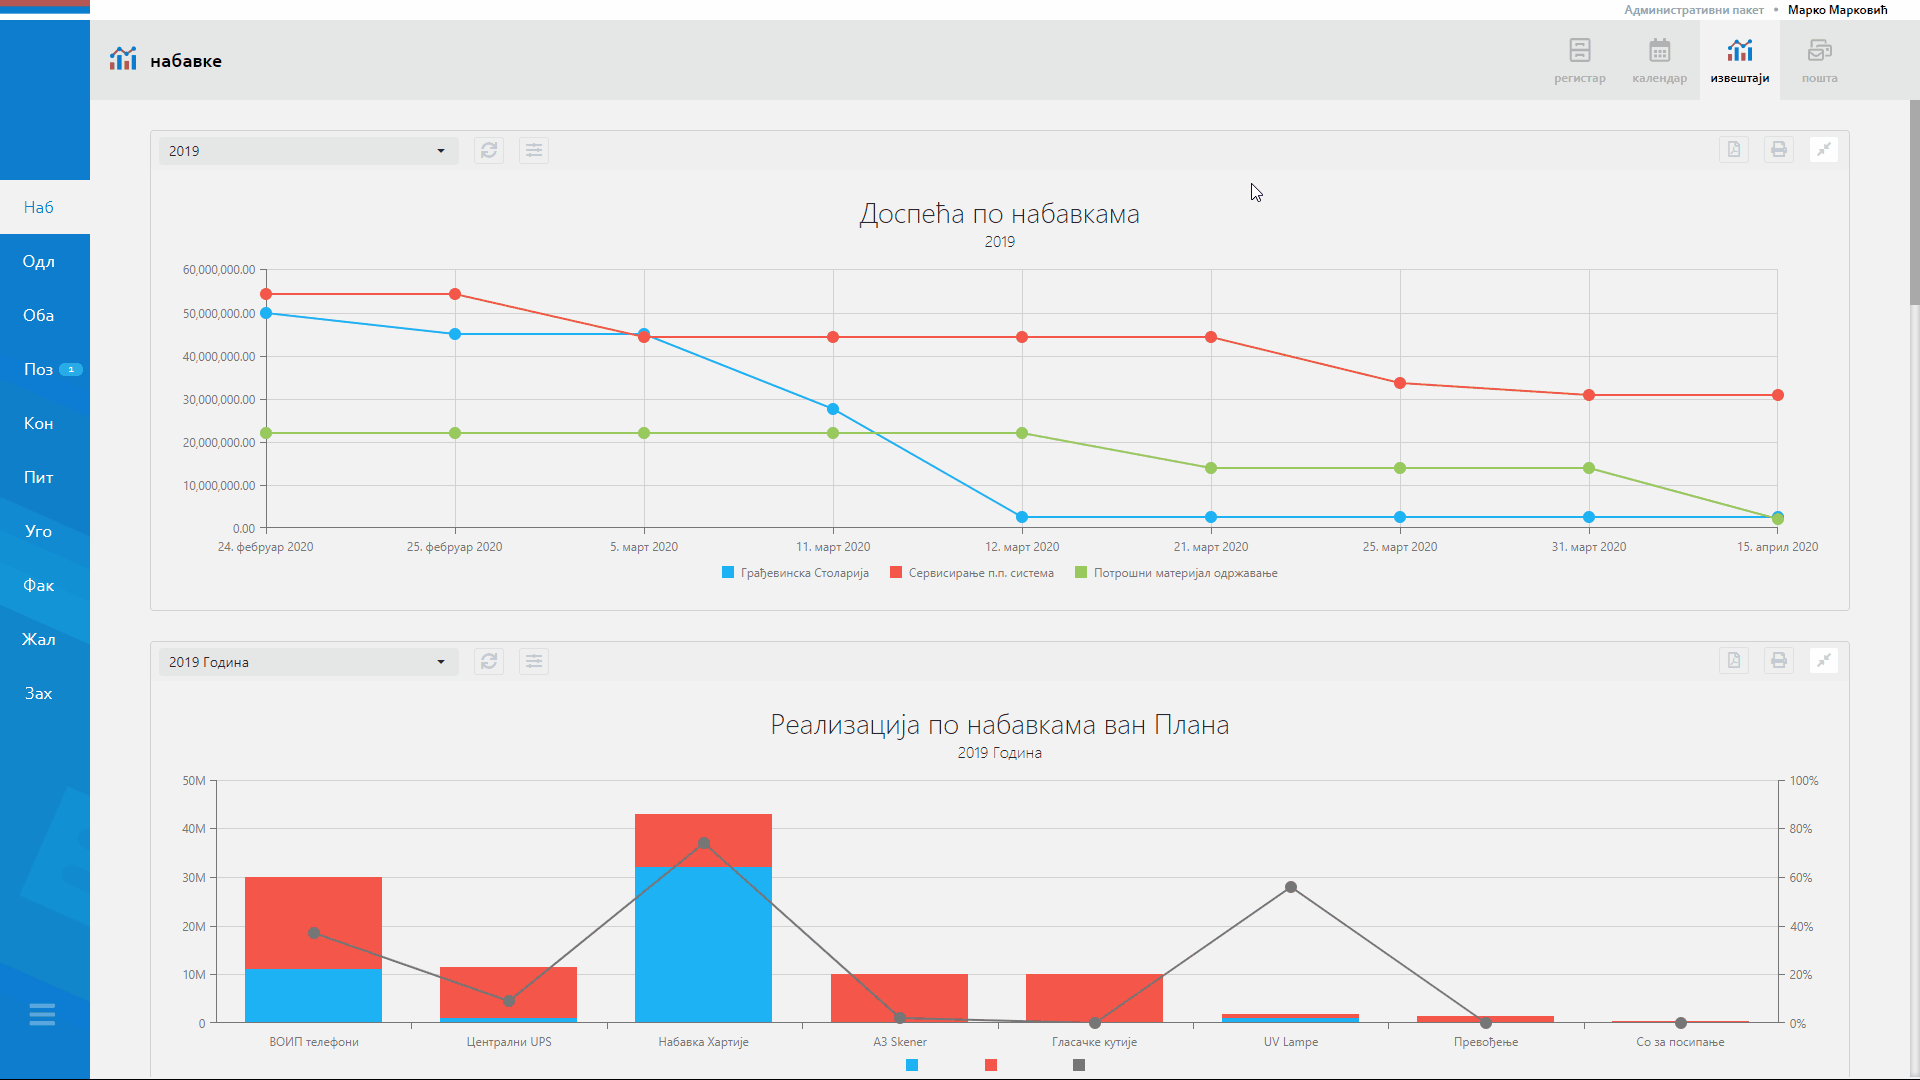 Административни пакет • Марко Марковић
набавке
регистар
календар
извештаји
пошта
Наб
Одл
Оба
Поз 1
Кон
Пит
Уго
Фак
Жал
Зах
2019
Доспећа по набавкама
2019
60,000,000.00
50,000,000.00
40,000,000.00
30,000,000.00
20,000,000.00
10,000,000.00
0.00
24. фебруар 2020 25. фебруар 2020 5. март 2020 11. март 2020 12. март 2020 21. март 2020 25. март 2020 31. март 2020 15. април 2020
Грађевинска Столарија Сервисирање п.п. система Потрошни материјал одржавање
2019 Година
Реализација по набавкама ван Плана
2019 Година
50M 100%
40M 80%
30M 60%
20M 40%
10M 20%
0 0%
ВОИП телефони Централни UPS Набавка Хартије A3 Skener Гласачке кутије UV Lampe Превођење Со за посипање